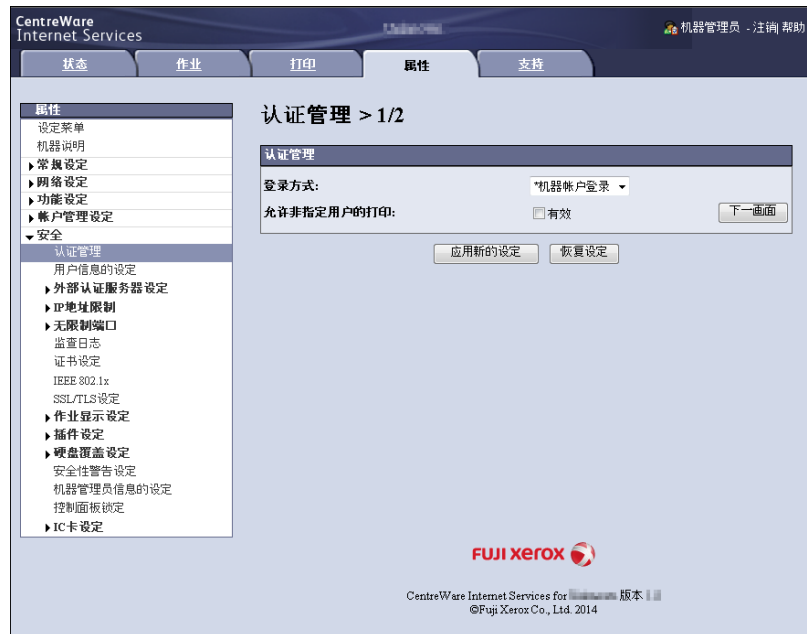 CentreWare
Internet Services
机器管理员 - 注销| 帮助
状态 作业 打印 属性 支持
属性
设定菜单
机器说明
常规设定
网络设定
功能设定
帐户管理设定
安全
认证管理
用户信息的设定
外部认证服务器设定
IP地址限制
无限制端口
监查日志
证书设定
IEEE 802.1x
SSL/TLS设定
作业显示设定
插件设定
硬盘覆盖设定
安全性警告设定
机器管理员信息的设定
控制面板锁定
IC卡设定
认证管理 > 1/2
认证管理
登录方式: *机器帐户登录
允许非指定用户的打印: 有效 下一画面
应用新的设定 恢复设定
FUJI xerox
CentreWare Internet Services for 版本
©Fuji Xerox Co., Ltd. 2014